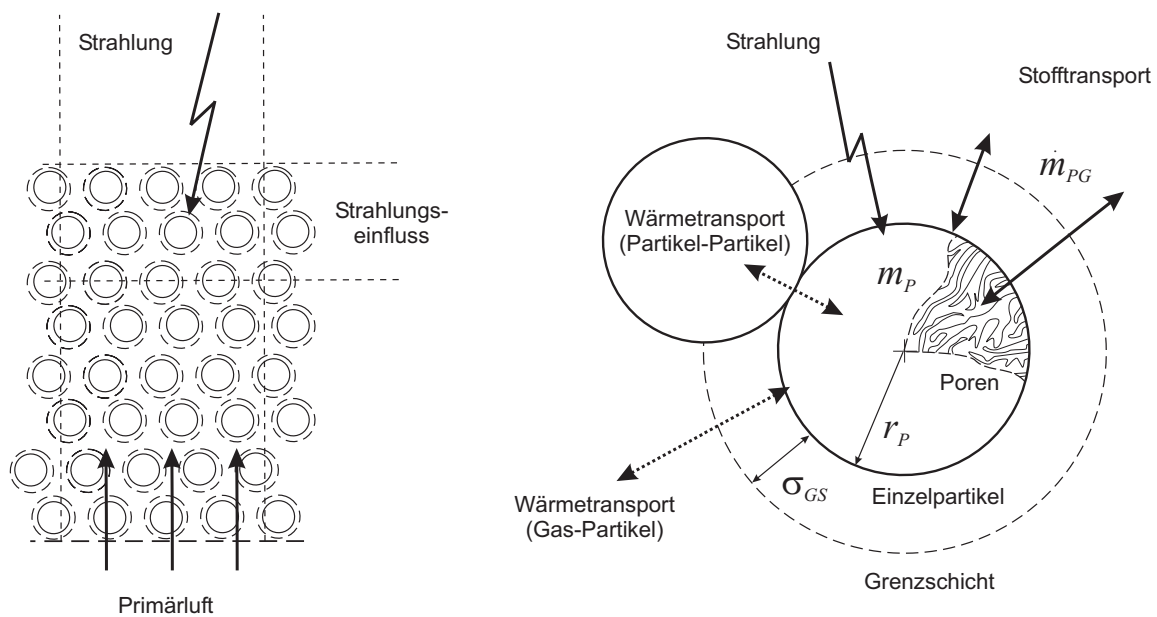 Strahlung
Strahlungs-
einfluss
Primärluft
Strahlung
Stofftransport
ṁ_PG
Wärmetransport
(Partikel-Partikel)
m_P
Poren
r_P
σ_GS
Einzelpartikel
Wärmetransport
(Gas-Partikel)
Grenzschicht